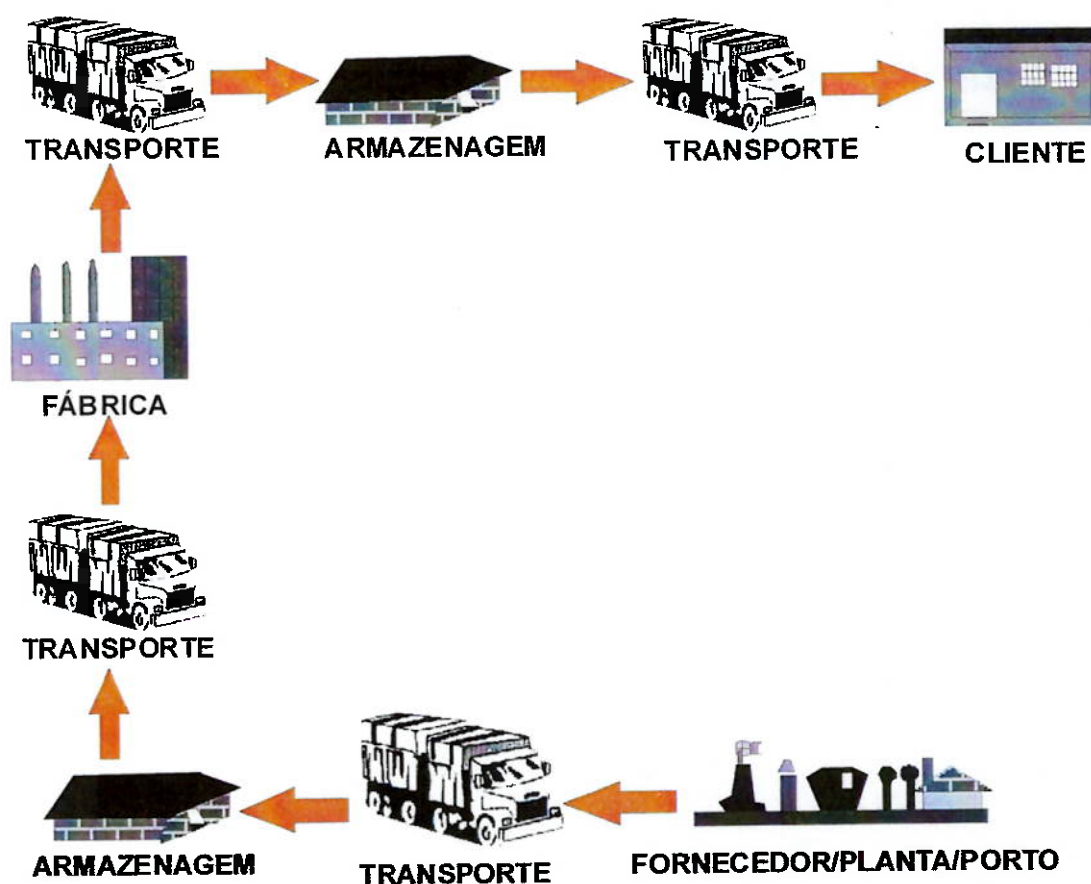 TRANSPORTE
ARMAZENAGEM
TRANSPORTE
CLIENTE
FÁBRICA
TRANSPORTE
ARMAZENAGEM
TRANSPORTE
FORNECEDOR/PLANTA/PORTO